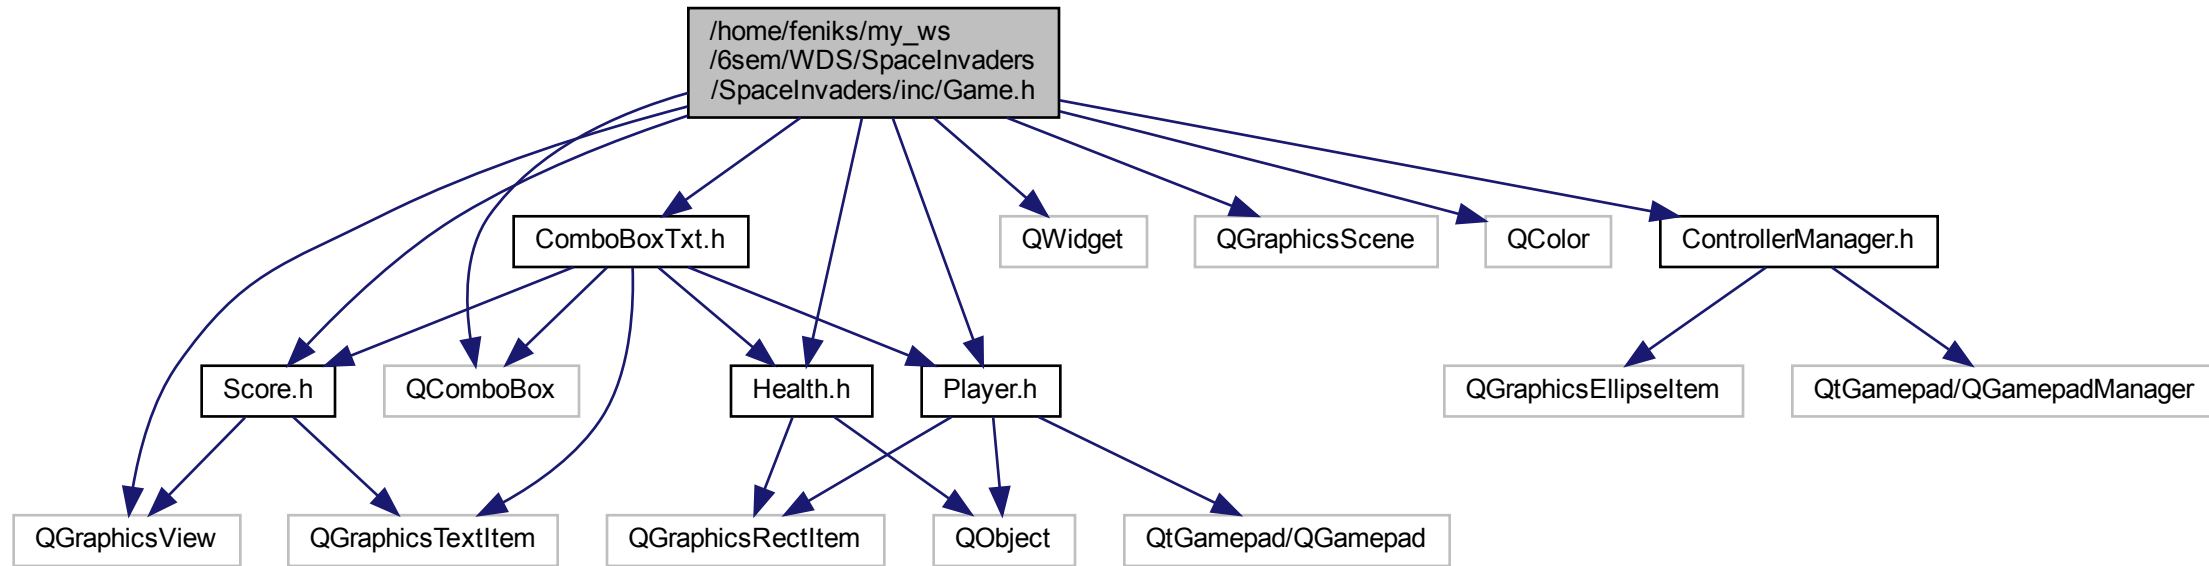 /home/feniks/my_ws
/6sem/WDS/SpaceInvaders
/SpaceInvaders/inc/Game.h
ComboBoxTxt.h
QWidget
QGraphicsScene
QColor
ControllerManager.h
Score.h
QComboBox
Health.h
Player.h
QGraphicsEllipseItem
QtGamepad/QGamepadManager
QGraphicsView
QGraphicsTextItem
QGraphicsRectItem
QObject
QtGamepad/QGamepad